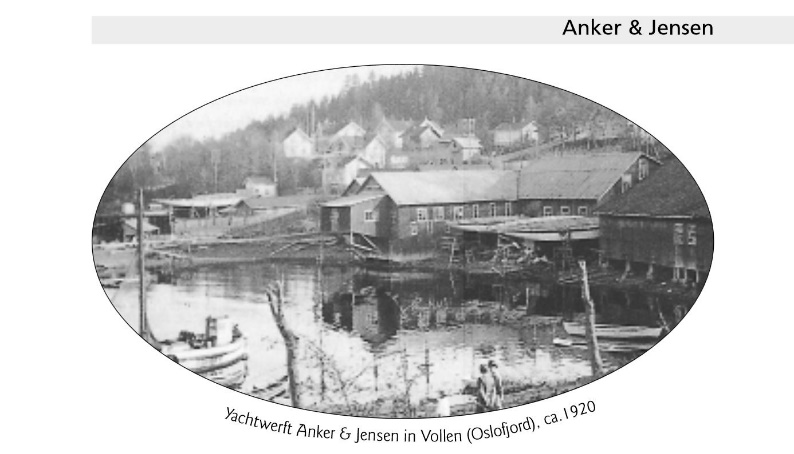 Anker & Jensen
Yachtwerft Anker & Jensen in Vollen (Oslofjord), ca.1920